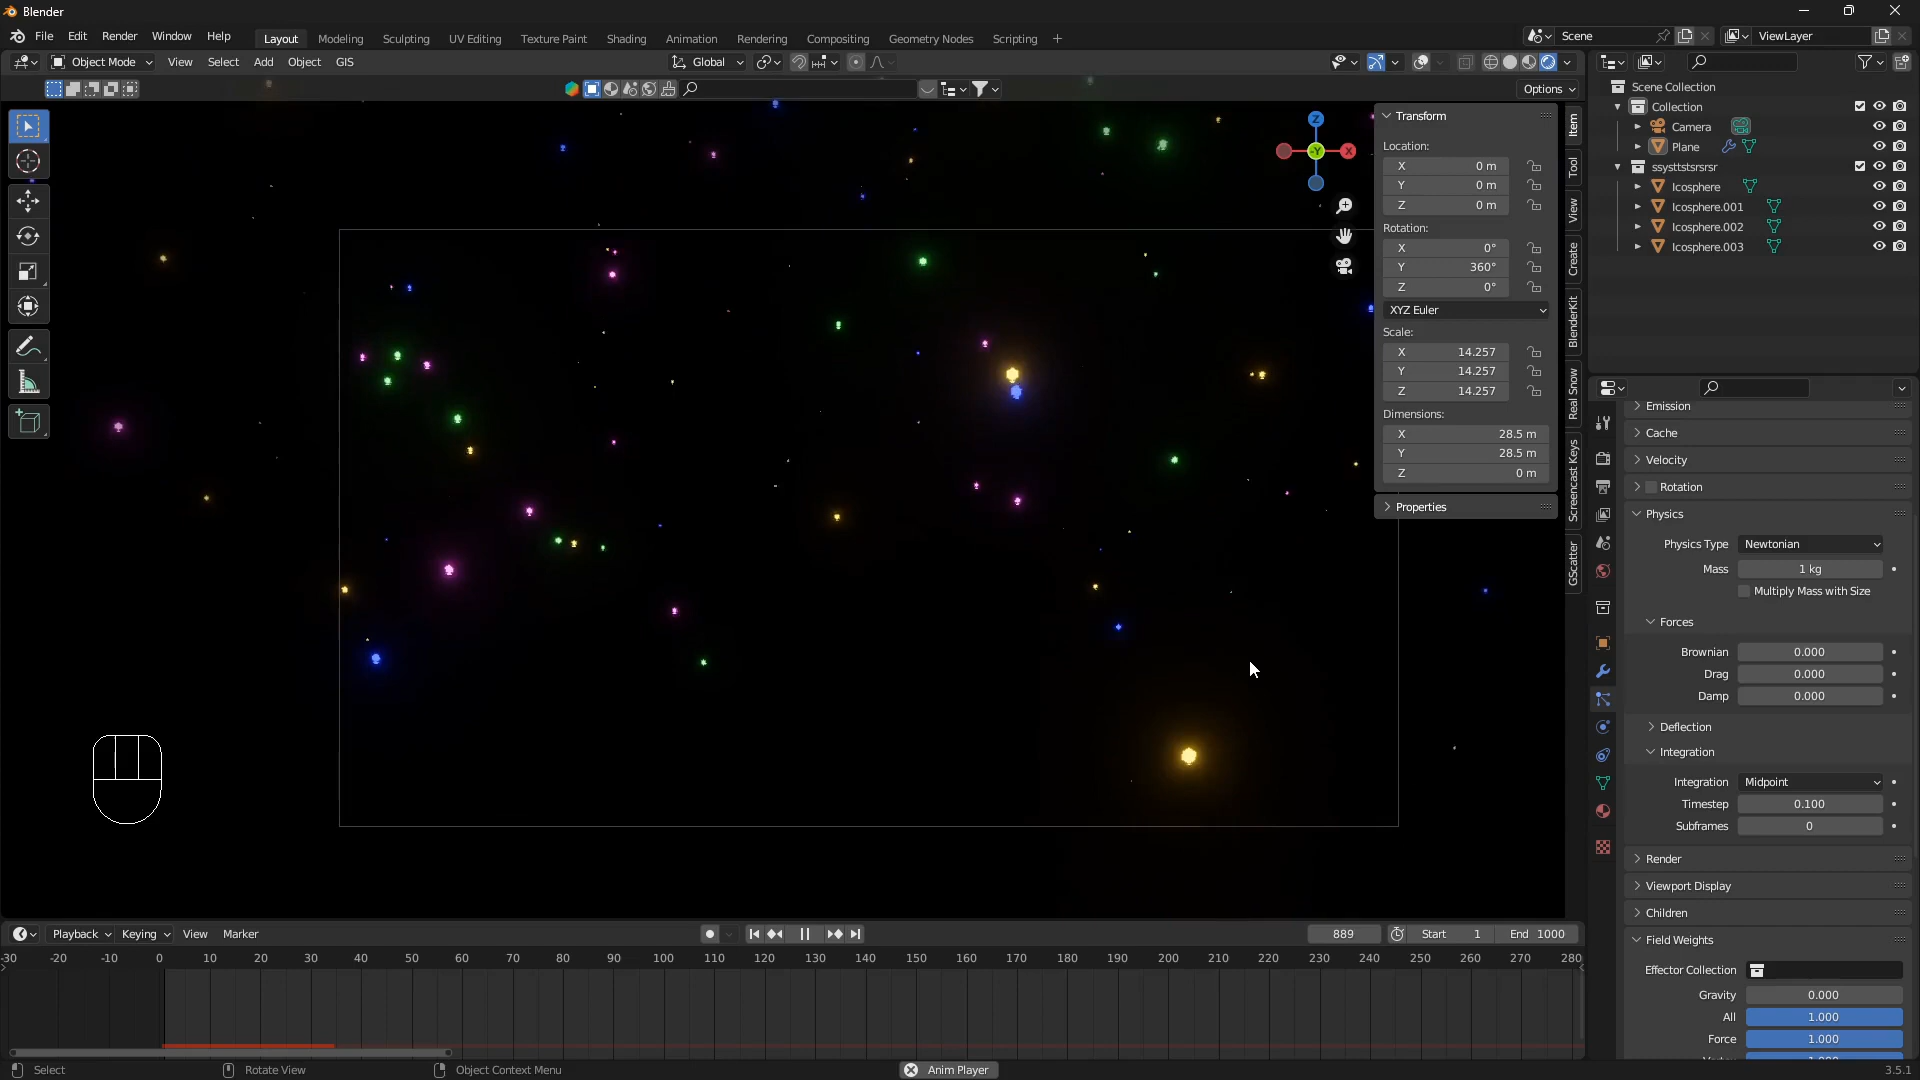 Blender
File Edit Render Window Help Layout Modeling Sculpting UV Editing Texture Paint Shading Animation Rendering Compositing Geometry Nodes Scripting + Scene ViewLayer
Object Mode View Select Add Object GIS Global
Options
Transform
Location:
X 0 m
Y 0 m
Z 0 m
Rotation:
X 0°
Y 360°
Z 0°
XYZ Euler
Scale:
X 14.257
Y 14.257
Z 14.257
Dimensions:
X 28.5 m
Y 28.5 m
Z 0 m
Properties
Z
-Y
X
Item
Tool
View
Create
BlenderKit
Real Snow
Screencast Keys
GScatter
Scene Collection
Collection
Camera
Plane
ssysttstsrsrsr
Icosphere
Icosphere.001
Icosphere.002
Icosphere.003
Emission
Cache
Velocity
Rotation
Physics
Physics Type Newtonian
Mass 1 kg
Multiply Mass with Size
Forces
Brownian 0.000
Drag 0.000
Damp 0.000
Deflection
Integration
Integration Midpoint
Timestep 0.100
Subframes 0
Render
Viewport Display
Children
Field Weights
Effector Collection
Gravity 0.000
All 1.000
Force 1.000
Playback Keying View Marker 889 Start 1 End 1000
-30 -20 -10 0 10 20 30 40 50 60 70 80 90 100 110 120 130 140 150 160 170 180 190 200 210 220 230 240 250 260 270 280
Select Rotate View Object Context Menu Anim Player 3.5.1